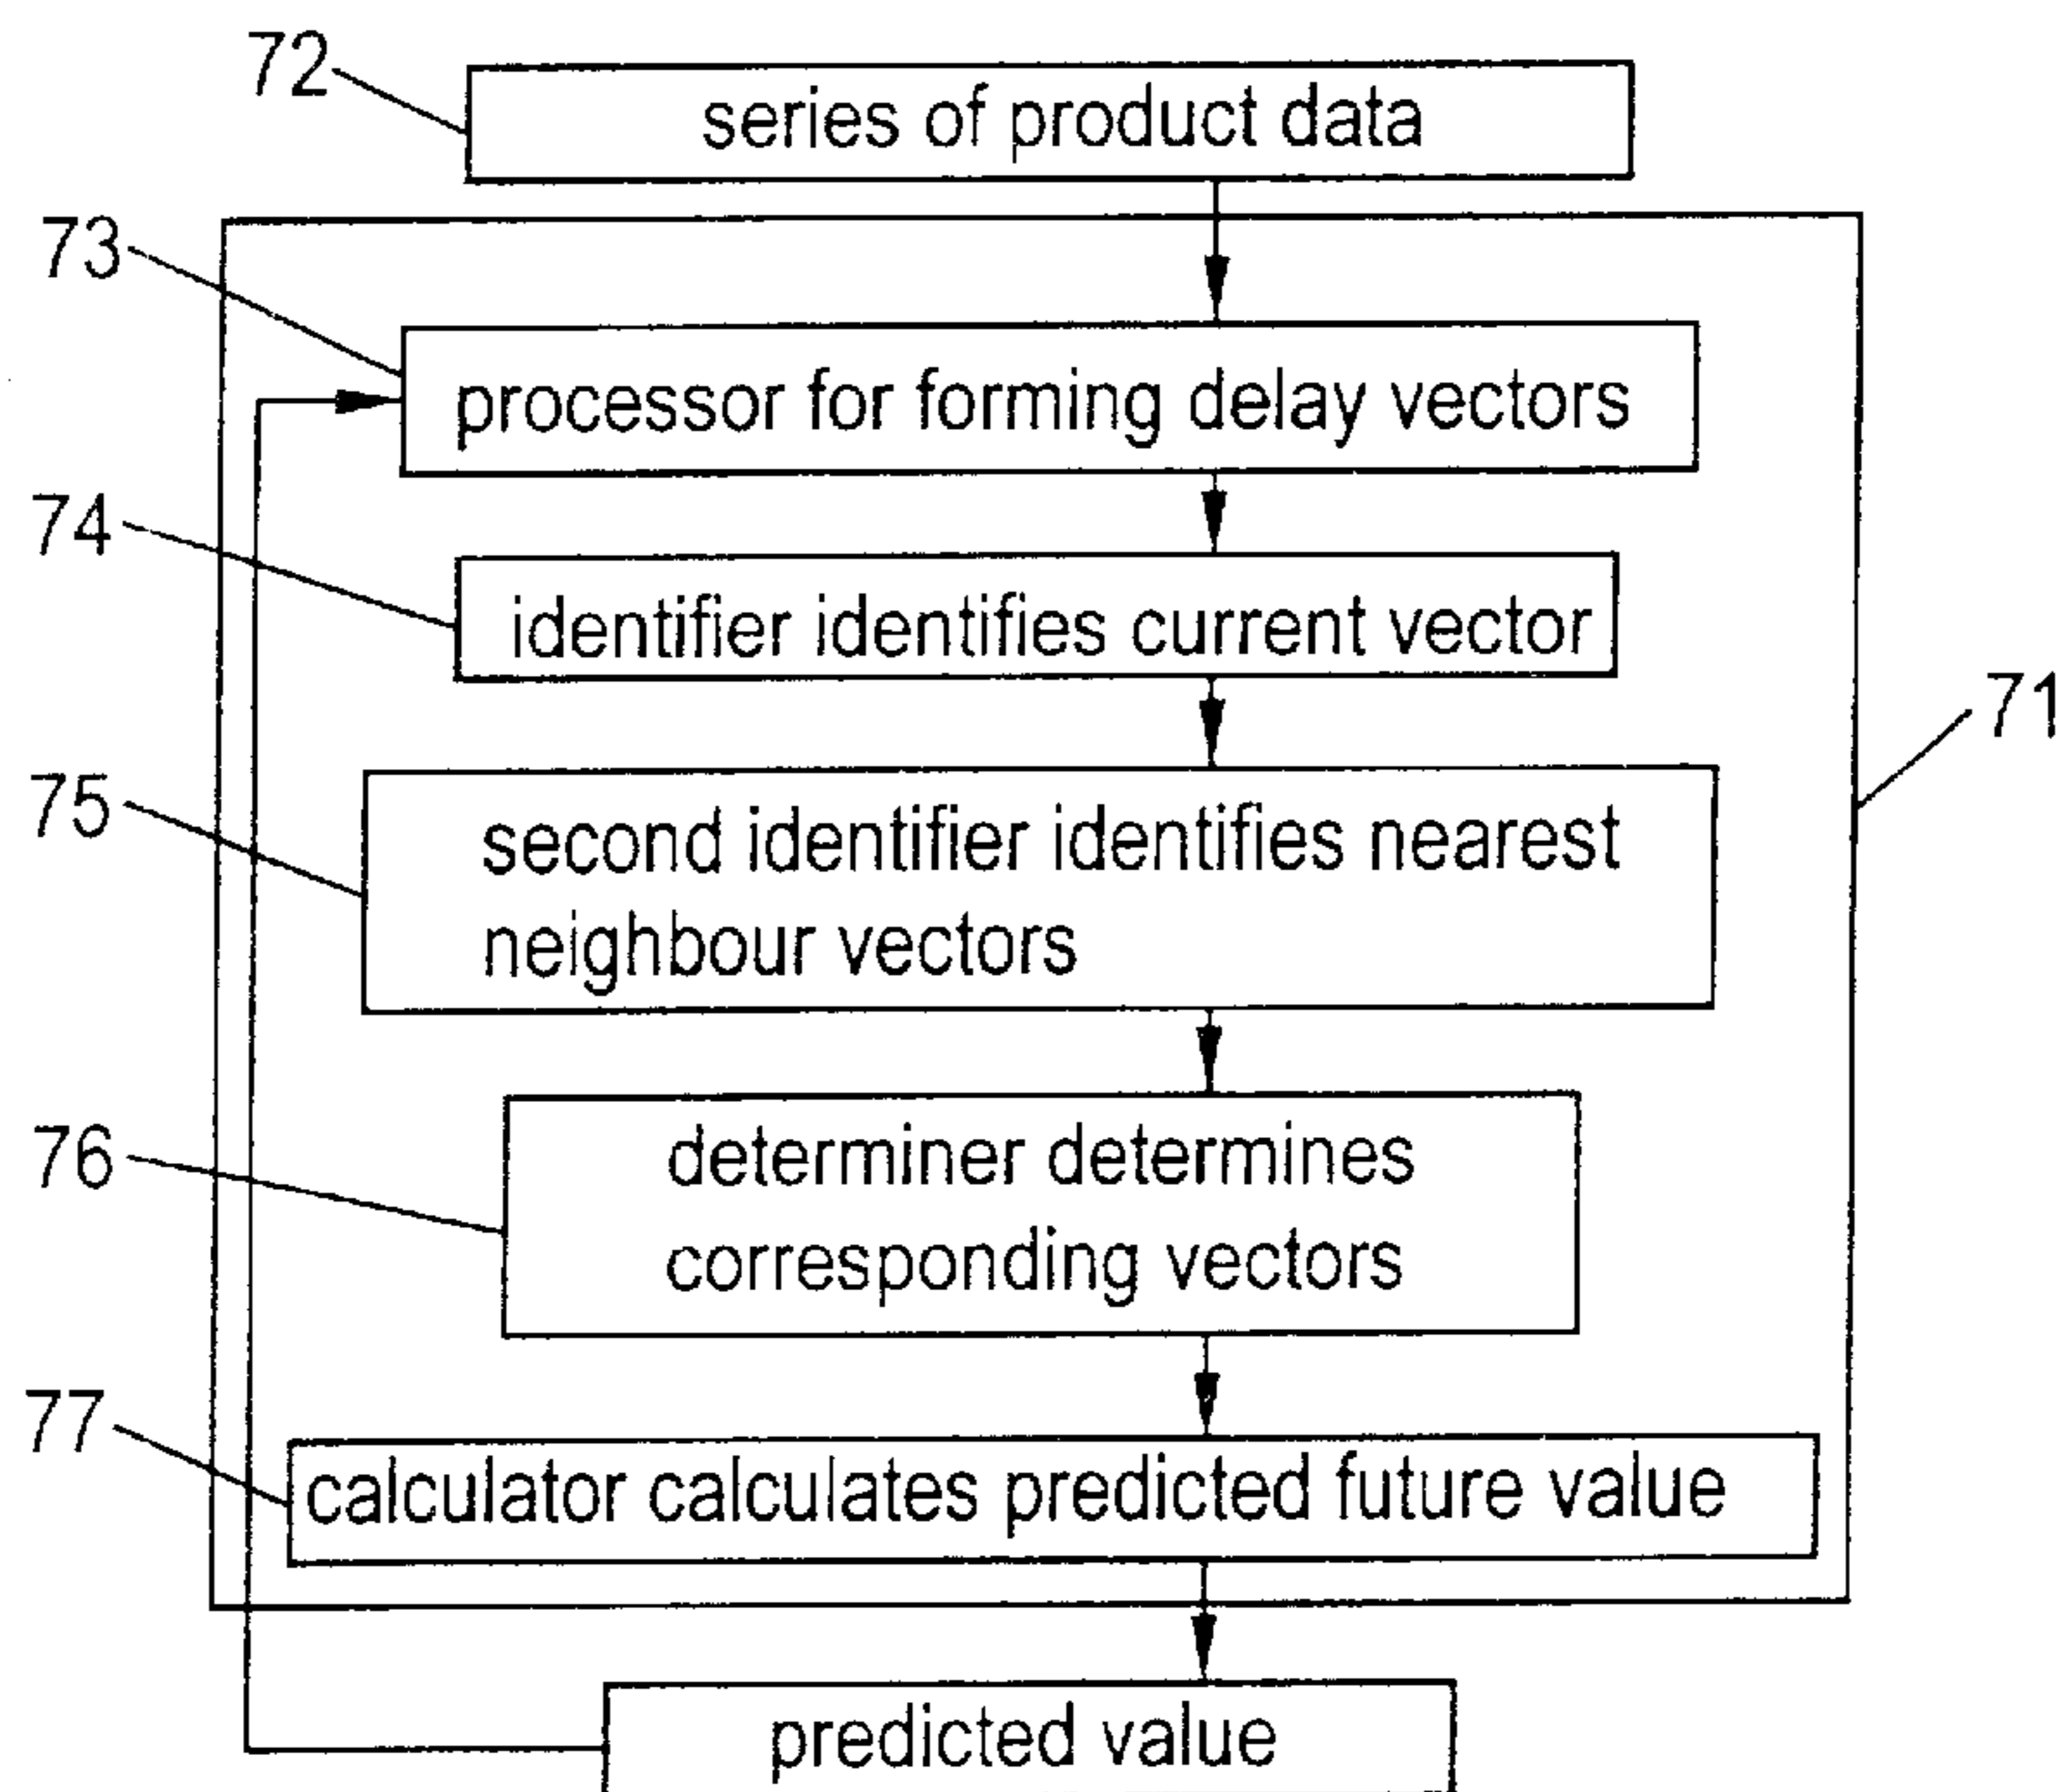 72
series of product data
73
processor for forming delay vectors
74
identifier identifies current vector
71
75
second identifier identifies nearest
neighbour vectors
76
determiner determines
corresponding vectors
77
calculator calculates predicted future value
predicted value